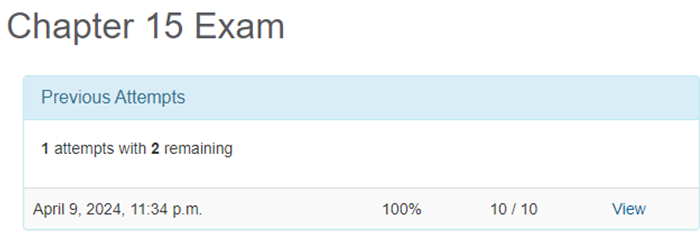 Chapter 15 Exam
Previous Attempts
1 attempts with 2 remaining
April 9, 2024, 11:34 p.m. 100% 10 / 10 View